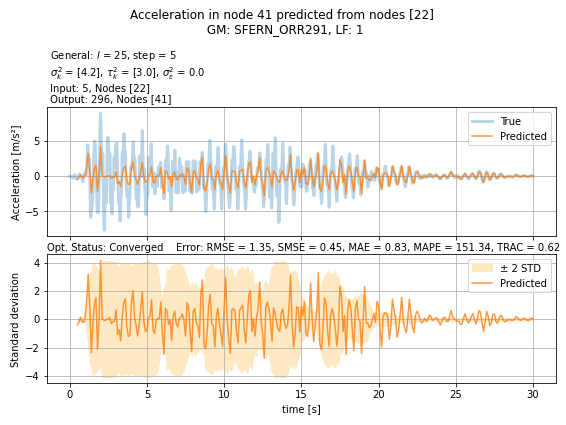 Acceleration in node 41 predicted from nodes [22]
GM: SFERN_ORR291, LF: 1
General: l = 25, step = 5
σ²k = [4.2], τ²k = [3.0], σ²ε = 0.0
Input: 5, Nodes [22]
Output: 296, Nodes [41]
Acceleration [m/s²]
5
0
−5
True
Predicted
Opt. Status: Converged    Error: RMSE = 1.35, SMSE = 0.45, MAE = 0.83, MAPE = 151.34, TRAC = 0.62
Standard deviation
4
2
0
−2
−4
± 2 STD
Predicted
0 5 10 15 20 25 30
time [s]